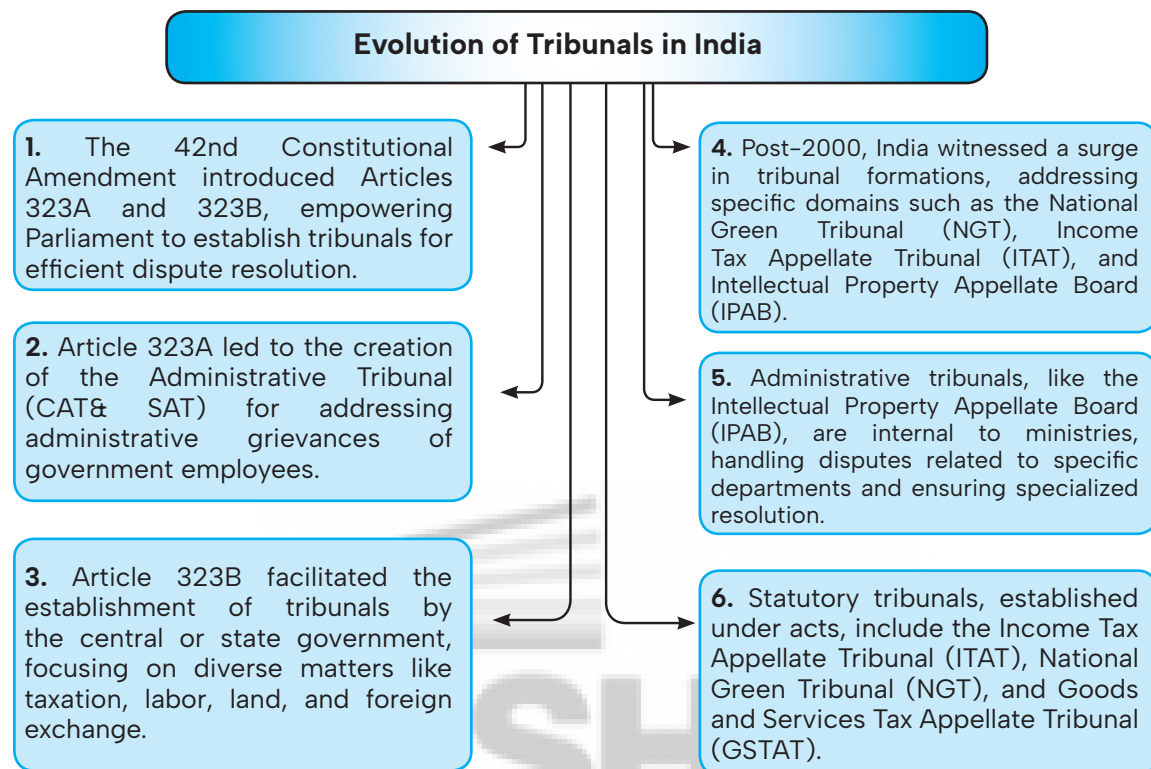 Evolution of Tribunals in India
1. The 42nd Constitutional
Amendment introduced Articles
323A and 323B, empowering
Parliament to establish tribunals for
efficient dispute resolution.
2. Article 323A led to the creation
of the Administrative Tribunal
(CAT& SAT) for addressing
administrative grievances of
government employees.
3. Article 323B facilitated the
establishment of tribunals by
the central or state government,
focusing on diverse matters like
taxation, labor, land, and foreign
exchange.
4. Post-2000, India witnessed a surge
in tribunal formations, addressing
specific domains such as the National
Green Tribunal (NGT), Income
Tax Appellate Tribunal (ITAT), and
Intellectual Property Appellate Board
(IPAB).
5. Administrative tribunals, like the
Intellectual Property Appellate Board
(IPAB), are internal to ministries,
handling disputes related to specific
departments and ensuring specialized
resolution.
6. Statutory tribunals, established
under acts, include the Income Tax
Appellate Tribunal (ITAT), National
Green Tribunal (NGT), and Goods
and Services Tax Appellate Tribunal
(GSTAT).
SH